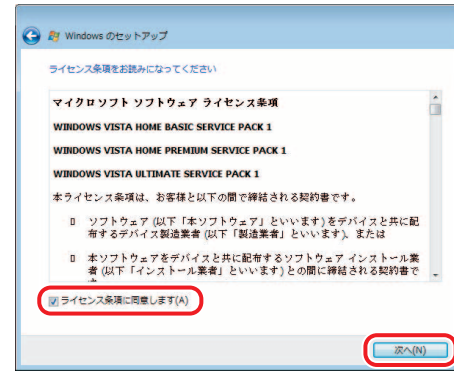 Windows のセットアップ
ライセンス条項をお読みになってください
マイクロソフト ソフトウェア ライセンス条項
WINDOWS VISTA HOME BASIC SERVICE PACK 1
WINDOWS VISTA HOME PREMIUM SERVICE PACK 1
WINDOWS VISTA ULTIMATE SERVICE PACK 1
本ライセンス条項は、お客様と以下の間で締結される契約書です。
ソフトウェア (以下「本ソフトウェア」といいます) をデバイスと共に配
布するデバイス製造業者 (以下「製造業者」といいます)、または
本ソフトウェアをデバイスと共に配布するソフトウェア インストール業
者 (以下「インストール業者」といいます) との間に締結される契約書で
ライセンス条項に同意します(A)
次へ(N)